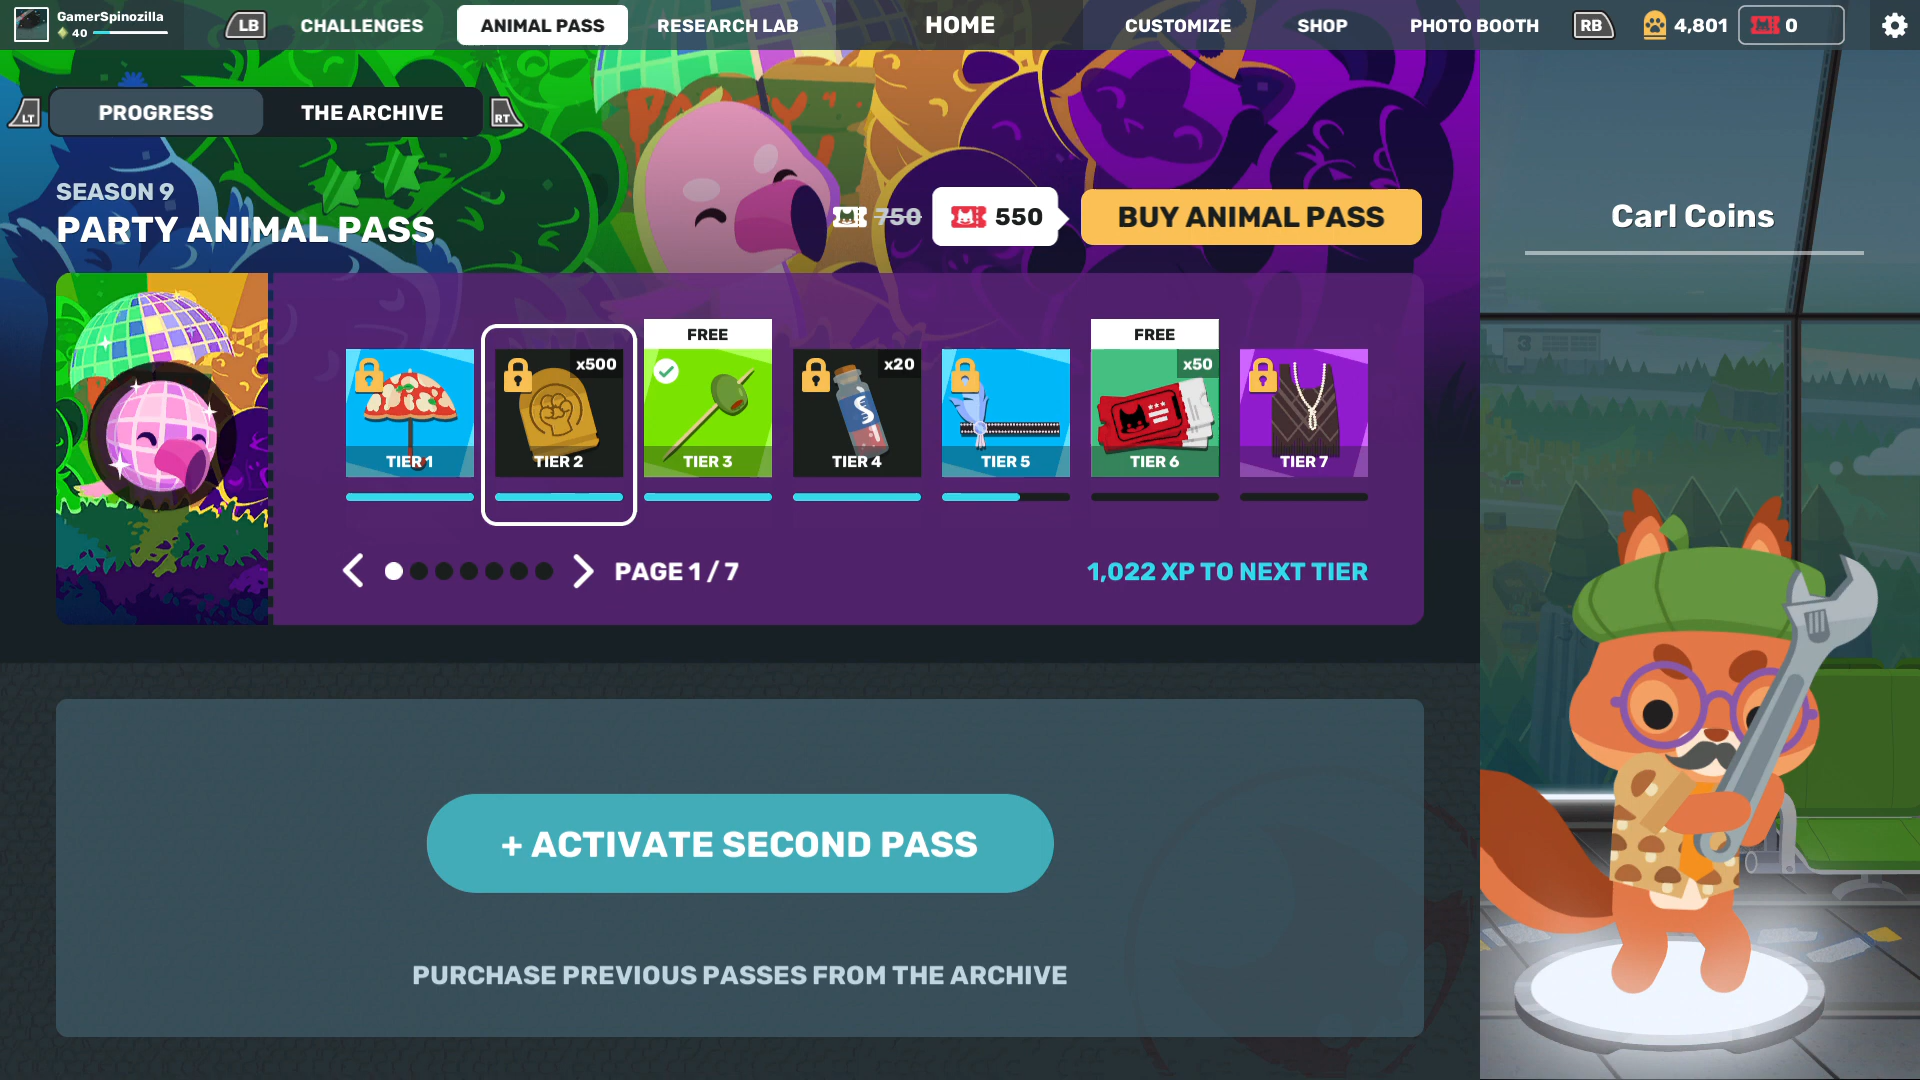 GamerSpinozilla
40
LB
CHALLENGES
ANIMAL PASS
RESEARCH LAB
HOME
CUSTOMIZE
SHOP
PHOTO BOOTH
RB
4,801
0
LT
PROGRESS
THE ARCHIVE
RT
SEASON 9
PARTY ANIMAL PASS
750
550
BUY ANIMAL PASS
Carl Coins
FREE
FREE
x500
x20
x50
TIER 1
TIER 2
TIER 3
TIER 4
TIER 5
TIER 6
TIER 7
PAGE 1 / 7
1,022 XP TO NEXT TIER
+ ACTIVATE SECOND PASS
PURCHASE PREVIOUS PASSES FROM THE ARCHIVE